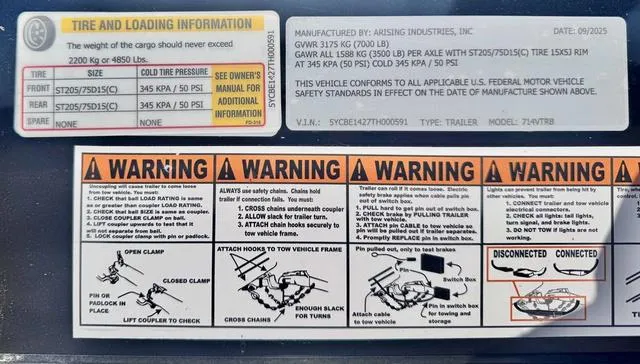 TIRE AND LOADING INFORMATION
The weight of the cargo should never exceed
2200 Kg or 4850 Lbs.
TIRE SIZE COLD TIRE PRESSURE
FRONT ST205/75D15(C) 345 KPA / 50 PSI
REAR ST205/75D15(C) 345 KPA / 50 PSI
SPARE NONE NONE
SEE OWNER'S
MANUAL FOR
ADDITIONAL
INFORMATION
5YCBE1427TH000591
MANUFACTURED BY: ARISING INDUSTRIES, INC DATE: 09/2025
GVWR 3175 KG (7000 LB)
GAWR ALL 1588 KG (3500 LB) PER AXLE WITH ST205/75D15 TIRE 15X5J RIM
AT 345 KPA (50 PSI) COLD 345 KPA / 50 PSI
THIS VEHICLE CONFORMS TO ALL APPLICABLE U.S. FEDERAL MOTOR VEHICLE
SAFETY STANDARDS IN EFFECT ON THE DATE OF MANUFACTURE SHOWN ABOVE.
V.I.N.: 5YCBE1427TH000591 TYPE: TRAILER MODEL: 714VTRB
WARNING
Uncoupling will cause trailer to come loose
from tow vehicle. You must:
1. CHECK that ball LOAD RATING is same
as or greater than coupler LOAD RATING.
2. CHECK that ball SIZE is same as coupler.
3. CLOSE COUPLER CLAMP on ball.
4. LIFT coupler upwards to test that it
will not separate from ball.
5. LOCK coupler clamp with pin or padlock.
OPEN CLAMP
CLOSED CLAMP
PIN OR
PADLOCK IN
PLACE
LIFT COUPLER TO CHECK
WARNING
ALWAYS use safety chains. Chains hold
trailer if connection fails. You must:
1. CROSS chains underneath coupler
2. ALLOW slack for trailer turn.
3. ATTACH chain hooks securely to
tow vehicle frame.
ATTACH HOOKS TO VEHICLE FRAME
ENOUGH SLACK
FOR TURNS
CROSS CHAINS
WARNING
Trailer can roll if it comes loose. Electric
safety brake applies when cable pulls pin
out of switch box.
1. PULL hard to get pin out of switch box.
2. CHECK brake by PULLING TRAILER
with tow vehicle.
3. ATTACH pin CABLE to tow vehicle so
pin will be pulled out if trailer separates.
4. Promptly REPLACE pin in switch box.
Pin pulled out, only to test brakes
Pin
Switch Box
Pin in switch box
for towing and
storage
Attach cable
to tow vehicle
WARNING
Lights can prevent trailer from being hit by
other vehicles. You must:
1. CONNECT trailer and tow vehicle
electrical connectors.
2. CHECK all lights: tail lights,
turn signal, and brake lights.
3. DO NOT TOW if lights are not
working.
DISCONNECTED CONNECTED